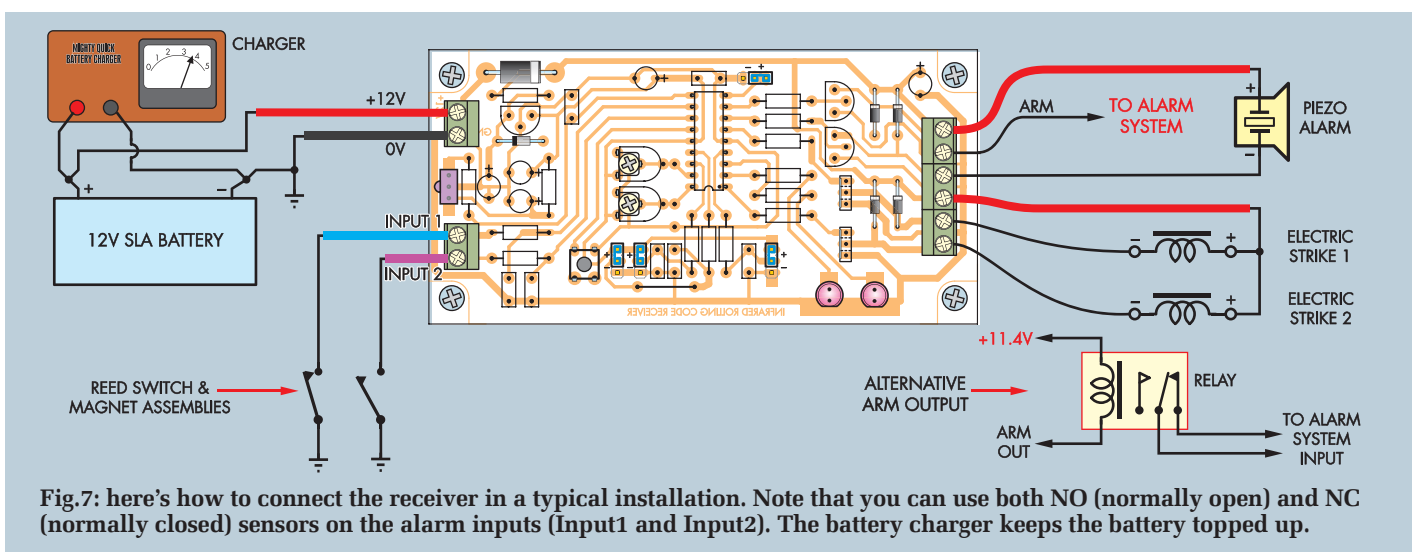 MIGHTY QUICK
BATTERY CHARGER
0 1 2 3 4 5
CHARGER
+12V
0V
+
–
12V SLA BATTERY
INPUT 1
INPUT 2
REED SWITCH &
MAGNET ASSEMBLIES
INFRARED ROLLING CODE RECEIVER
ARM
TO ALARM
SYSTEM
+
–
PIEZO
ALARM
– +
ELECTRIC
STRIKE 1
– +
ELECTRIC
STRIKE 2
+11.4V
ALTERNATIVE
ARM OUTPUT
RELAY
ARM
OUT
TO ALARM
SYSTEM
INPUT
Fig.7: here's how to connect the receiver in a typical installation. Note that you can use both NO (normally open) and NC
(normally closed) sensors on the alarm inputs (Input1 and Input2). The battery charger keeps the battery topped up.